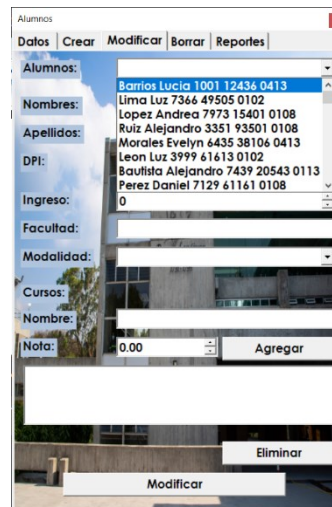 Alumnos
Datos Crear Modificar Borrar Reportes
Alumnos:
Barrios Lucia 1001 12436 0413
Lima Luz 7366 49505 0102
Lopez Andrea 7973 15401 0108
Ruiz Alejandro 3351 93501 0108
Morales Evelyn 6435 38106 0413
Leon Luz 3999 61613 0102
Bautista Alejandro 7439 20543 0113
Perez Daniel 7129 61161 0108
Nombres:
Apellidos:
DPI:
Ingreso: 0
Facultad:
Modalidad:
Cursos:
Nombre:
Nota: 0.00 Agregar
Eliminar
Modificar